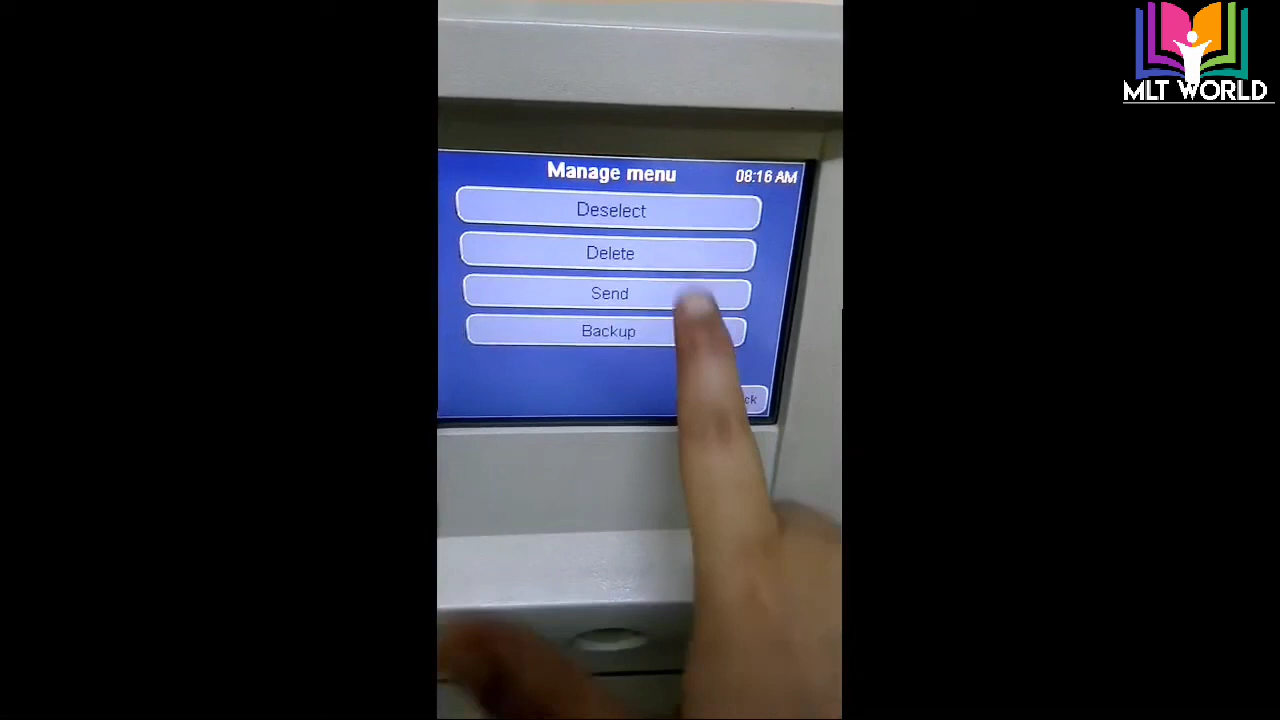 MLT WORLD
Manage menu
08:16 AM
Deselect
Delete
Send
Backup